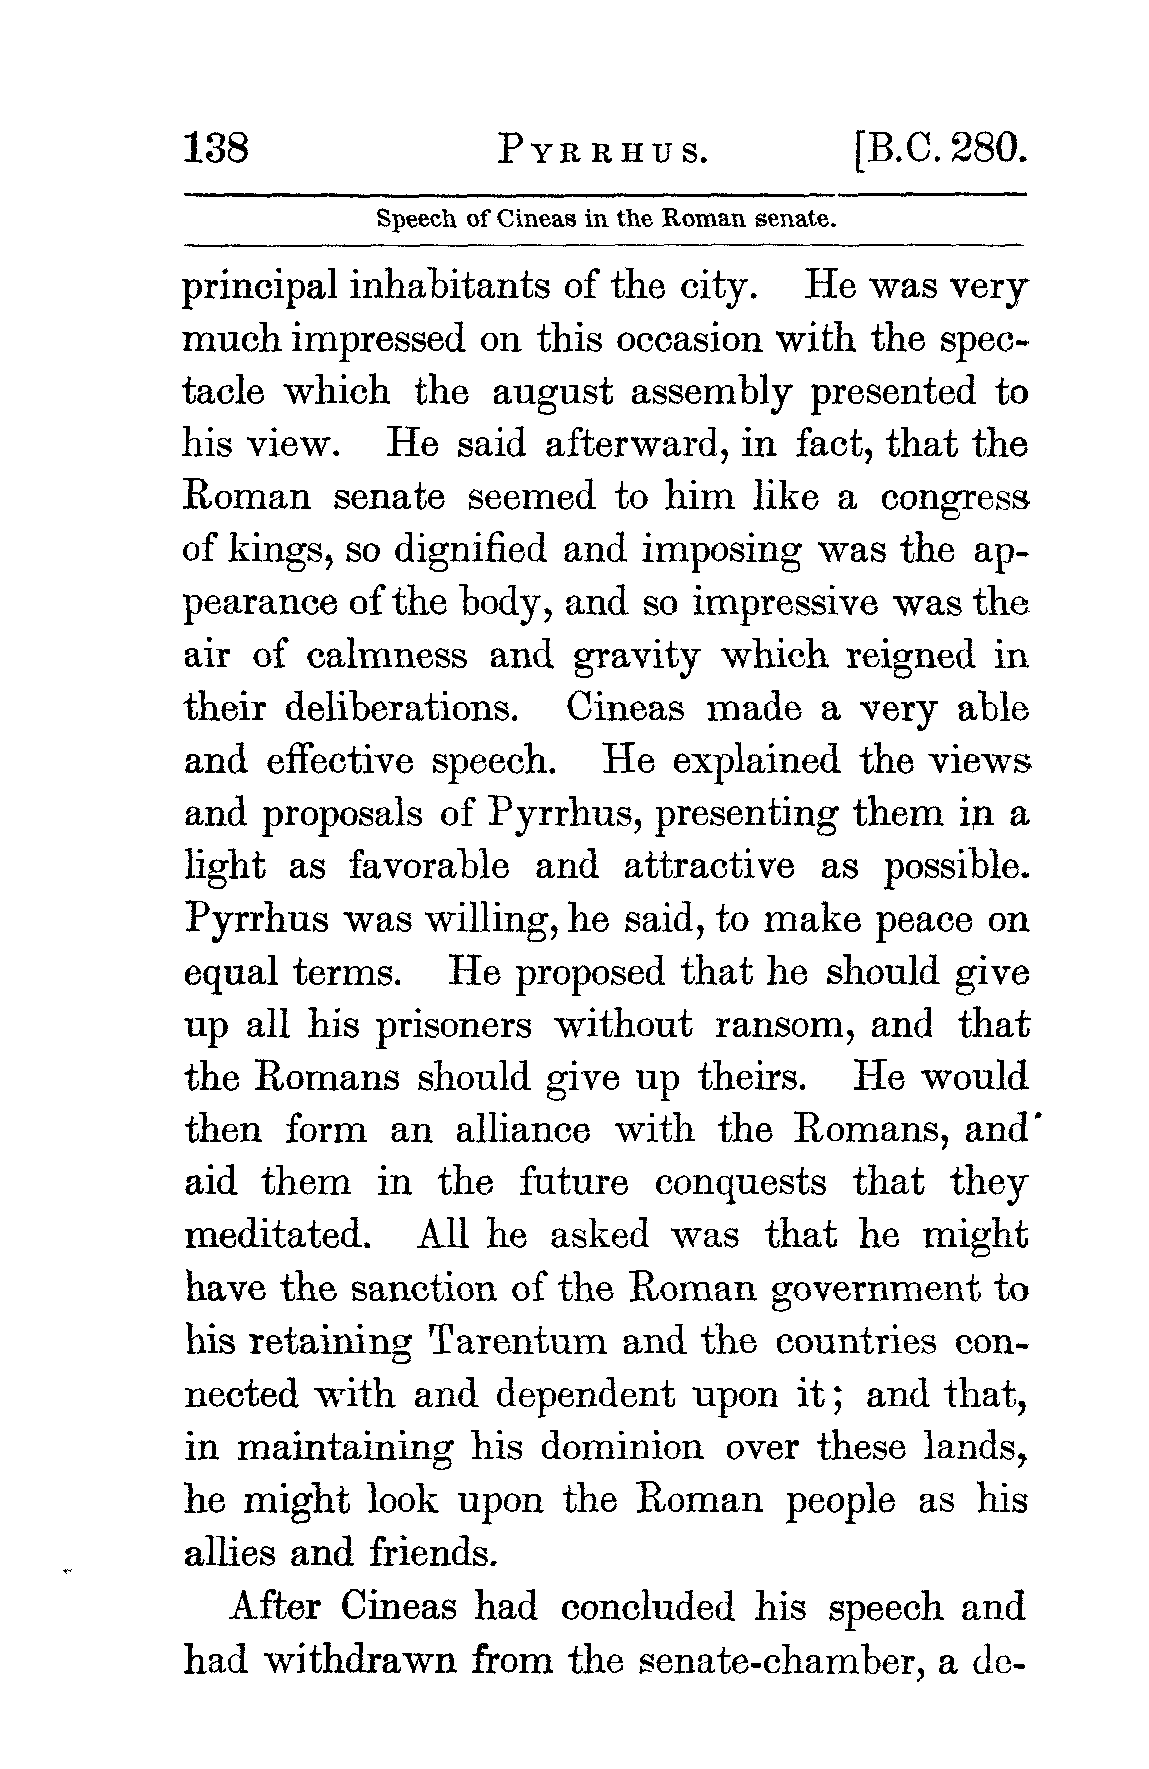 138 PYRRHUS. [B.C. 280.
Speech of Cineas in the Roman senate.
principal inhabitants of the city. He was very
much impressed on this occasion with the spec-
tacle which the august assembly presented to
his view. He said afterward, in fact, that the
Roman senate seemed to him like a congress
of kings, so dignified and imposing was the ap-
pearance of the body, and so impressive was the
air of calmness and gravity which reigned in
their deliberations. Cineas made a very able
and effective speech. He explained the views
and proposals of Pyrrhus, presenting them in a
light as favorable and attractive as possible.
Pyrrhus was willing, he said, to make peace on
equal terms. He proposed that he should give
up all his prisoners without ransom, and that
the Romans should give up theirs. He would
then form an alliance with the Romans, and
aid them in the future conquests that they
meditated. All he asked was that he might
have the sanction of the Roman government to
his retaining Tarentum and the countries con-
nected with and dependent upon it; and that,
in maintaining his dominion over these lands,
he might look upon the Roman people as his
allies and friends.
After Cineas had concluded his speech and
had withdrawn from the senate-chamber, a de-